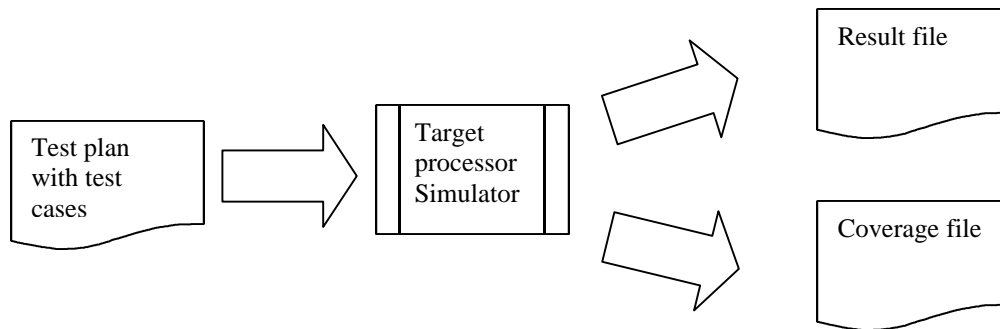 Test plan
with test
cases
Target
processor
Simulator
Result file
Coverage file